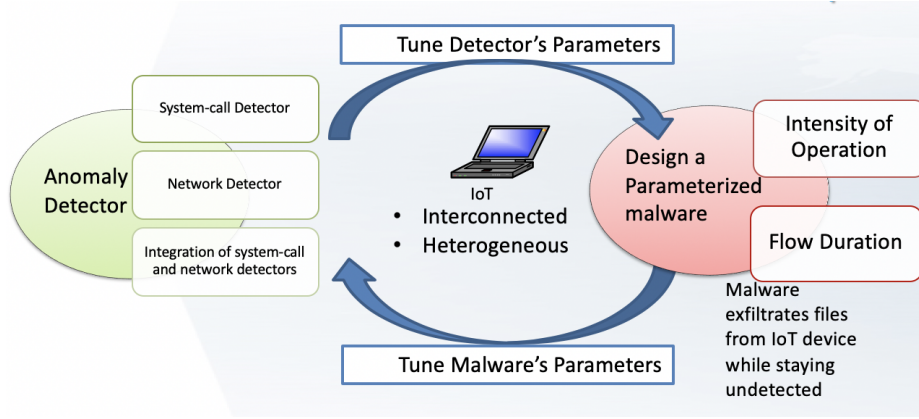 Tune Detector's Parameters
System-call Detector
Anomaly
Detector
Network Detector
Integration of system-call
and network detectors
IoT
• Interconnected
• Heterogeneous
Design a
Parameterized
malware
Intensity of
Operation
Flow Duration
Malware
exfiltrates files
from IoT device
while staying
undetected
Tune Malware's Parameters